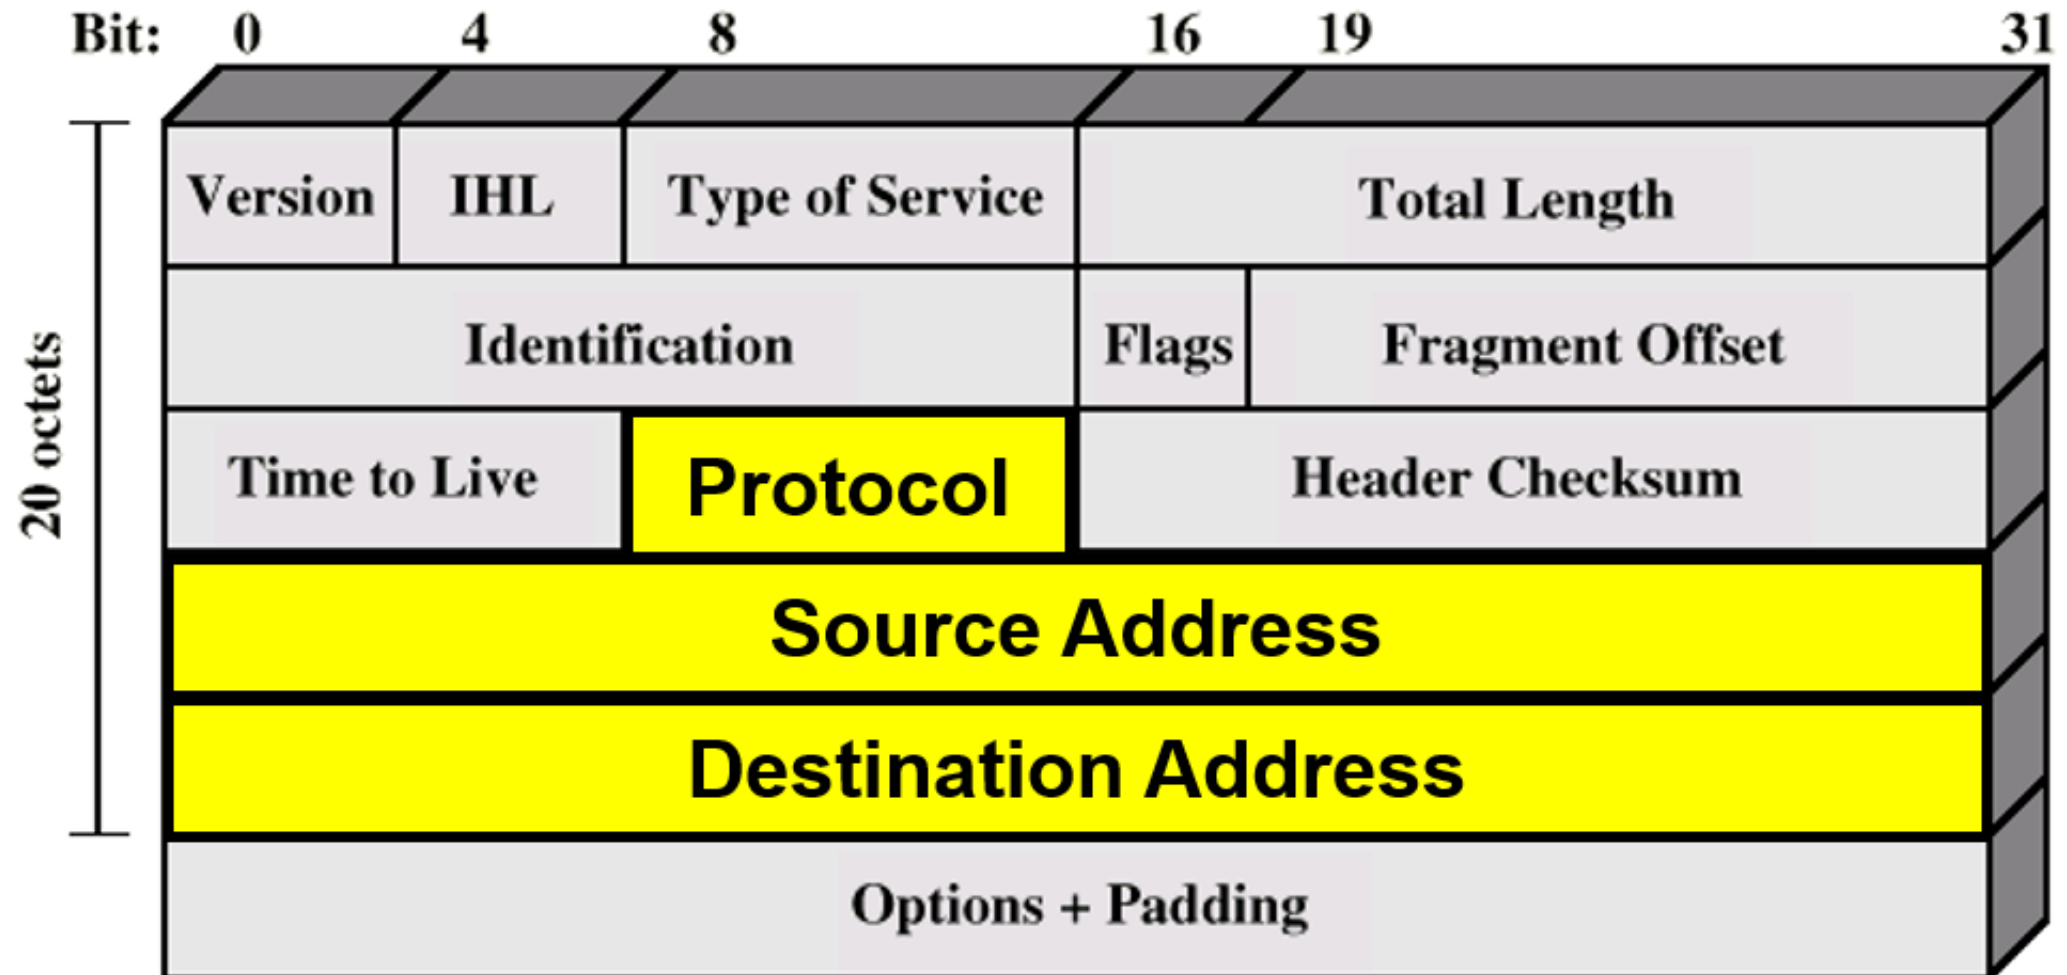 Bit: 0 4 8 16 19 31
Version IHL Type of Service Total Length
Identification Flags Fragment Offset
Time to Live Protocol Header Checksum
Source Address
Destination Address
Options + Padding
20 octets